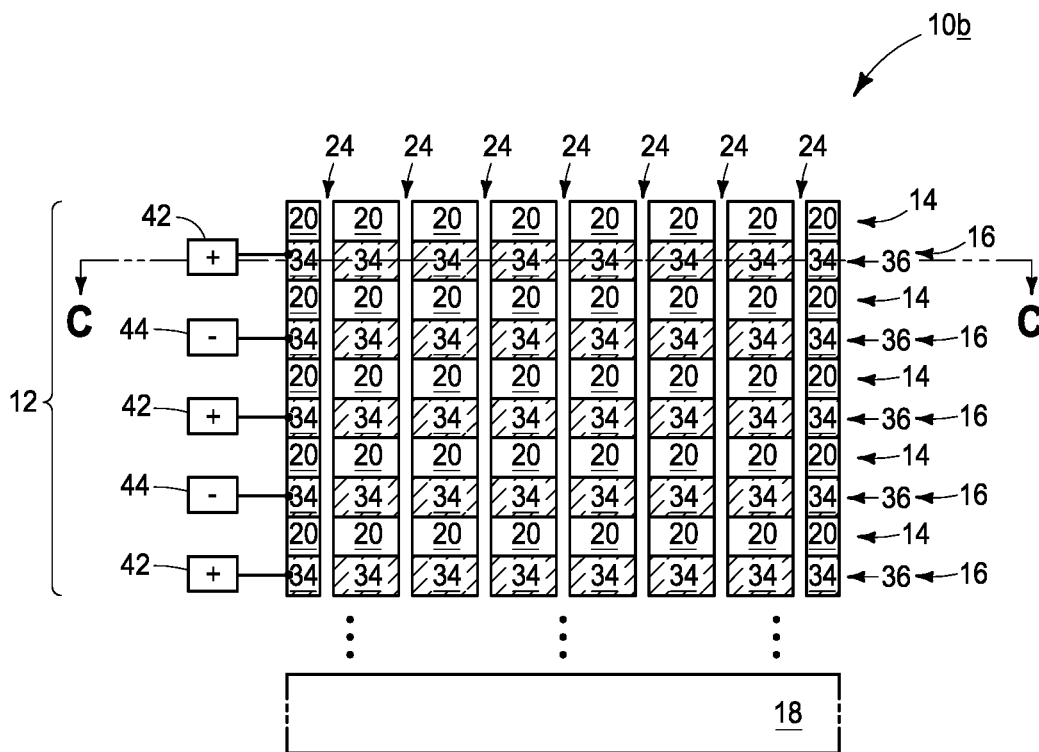 10b
24 24 24 24 24 24 24
42 20 20 20 20 20 20 20 20 14
+ 34 34 34 34 34 34 34 34 36 16
C 20 20 20 20 20 20 20 20 14 C
44 - 34 34 34 34 34 34 34 34 36 16
12 20 20 20 20 20 20 20 20 14
42 + 34 34 34 34 34 34 34 34 36 16
20 20 20 20 20 20 20 20 14
44 - 34 34 34 34 34 34 34 34 36 16
20 20 20 20 20 20 20 20 14
42 + 34 34 34 34 34 34 34 34 36 16
18